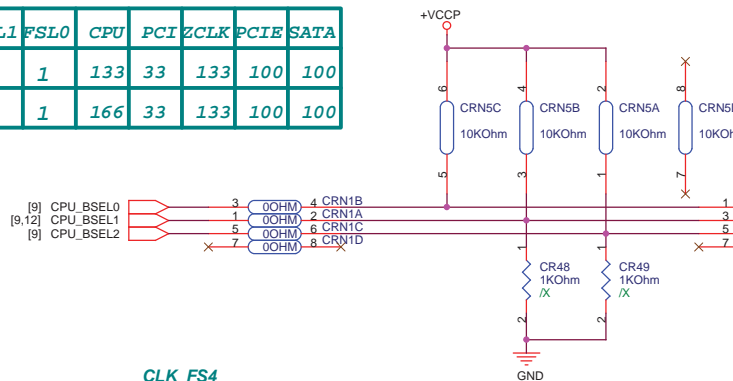 L1 FSL0 CPU PCI ZCLK PCIE SATA
1 133 33 133 100 100
1 166 33 133 100 100
+VCCP
6 4 2 8
CRN5C CRN5B CRN5A
10KOhm 10KOhm 10KOhm
5 3 1 7
[9] CPU_BSEL0 3 0OHM 4 CRN1B 1
[9,12] CPU_BSEL1 1 0OHM 2 CRN1A 3
[9] CPU_BSEL2 5 0OHM 6 CRN1C 5
7 0OHM 8 CRN1D 7
1 1
CR48 CR49
1KOhm 1KOhm
/X /X
2 2
GND
CLK_FS4